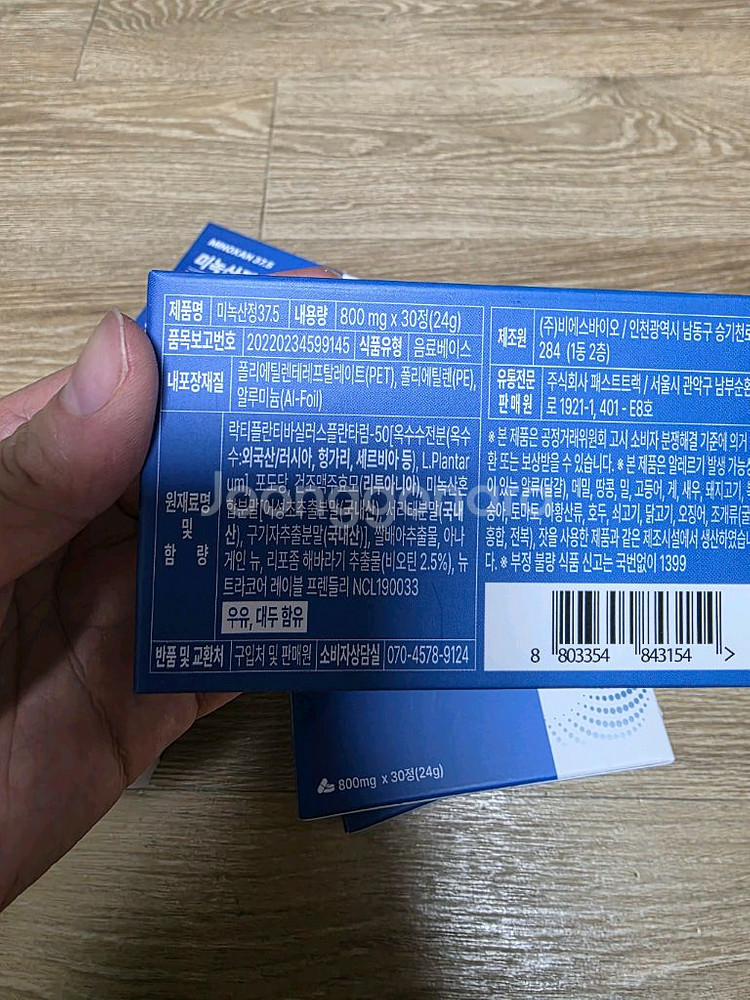 MINOXAN 37.5
미녹산정
제품명 미녹산정37.5 내용량 800 mg x 30정(24g)
품목보고번호 20220234599145 식품유형 음료베이스
내포장재질 폴리에틸렌테레프탈레이트(PET), 폴리에틸렌(PE),
알루미늄(Al-Foil)
원재료명 및 함량
락티플란티바실러스플란타럼-50[옥수수전분(옥수
수:외국산/러시아, 헝가리, 세르비아 등), L.Plantar
um, 포도당, 건조맥주효모(리투아니아), 미녹산혼
합분말[어성초추출분말(국내산), 서리태분말(국내
산), 구기자추출분말(국내산)], 쌀배아추출물, 아나
게인 뉴, 리포좀 해바라기 추출물(비오틴 2.5%), 뉴
트라코어 레이블 프렌들리 NCL190033
우유, 대두 함유
반품 및 교환처 구입처 및 판매원 소비자상담실 070-4578-9124
제조원 (주)비에스바이오 / 인천광역시 남동구 승기천로
284 (1동 2층)
유통전문판매원 주식회사 패스트트랙 / 서울시 관악구 남부순환
로 1921-1, 401 - E8호
※ 본 제품은 공정거래위원회 고시 소비자 분쟁해결 기준에 의거
환 또는 보상받을 수 있습니다. ※ 본 제품은 알레르기 발생 가능성
이 있는 알류(달걀), 메밀, 땅콩, 밀, 고등어, 게, 새우, 돼지고기, 복
숭아, 토마토, 아황산류, 호두, 쇠고기, 닭고기, 오징어, 조개류(굴
홍합, 전복), 잣을 사용한 제품과 같은 제조시설에서 생산하였습니
다. ※ 부정 불량 식품 신고는 국번없이 1399
8 803354 843154 >
800mg x 30정(24g)
Joonggonara